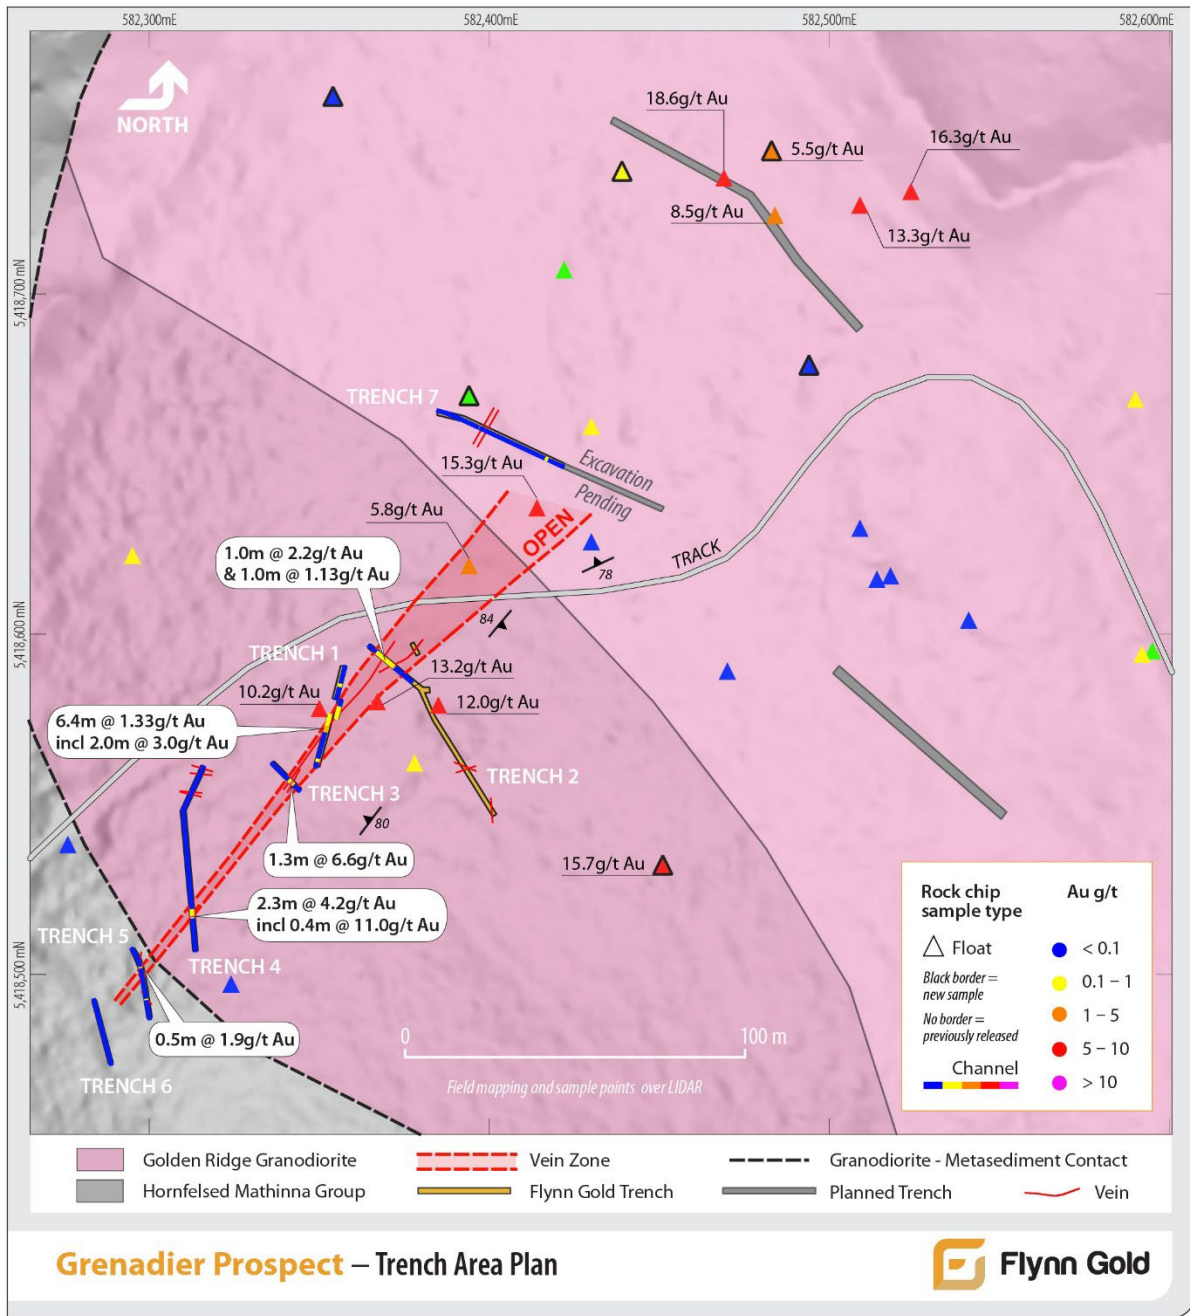 582,300mE
582,400mE
582,500mE
582,600mE
NORTH
18.6g/t Au
5.5g/t Au
16.3g/t Au
8.5g/t Au
13.3g/t Au
5,418,700 mN
TRENCH 7
15.3g/t Au
Excavation
Pending
5.8g/t Au
OPEN
1.0m @ 2.2g/t Au
& 1.0m @ 1.13g/t Au
TRACK
78
84
5,418,600 mN
TRENCH 1
13.2g/t Au
10.2g/t Au
12.0g/t Au
6.4m @ 1.33g/t Au
incl 2.0m @ 3.0g/t Au
TRENCH 2
TRENCH 3
80
1.3m @ 6.6g/t Au
15.7g/t Au
2.3m @ 4.2g/t Au
incl 0.4m @ 11.0g/t Au
TRENCH 5
TRENCH 4
5,418,500 mN
0.5m @ 1.9g/t Au
TRENCH 6
0
100 m
Field mapping and sample points over LIDAR
Rock chip
sample type
Au g/t
Float
Black border =
new sample
No border =
previously released
Channel
< 0.1
0.1 – 1
1 – 5
5 – 10
> 10
Golden Ridge Granodiorite
Vein Zone
Granodiorite - Metasediment Contact
Hornfelsed Mathinna Group
Flynn Gold Trench
Planned Trench
Vein
Grenadier Prospect – Trench Area Plan
Flynn Gold